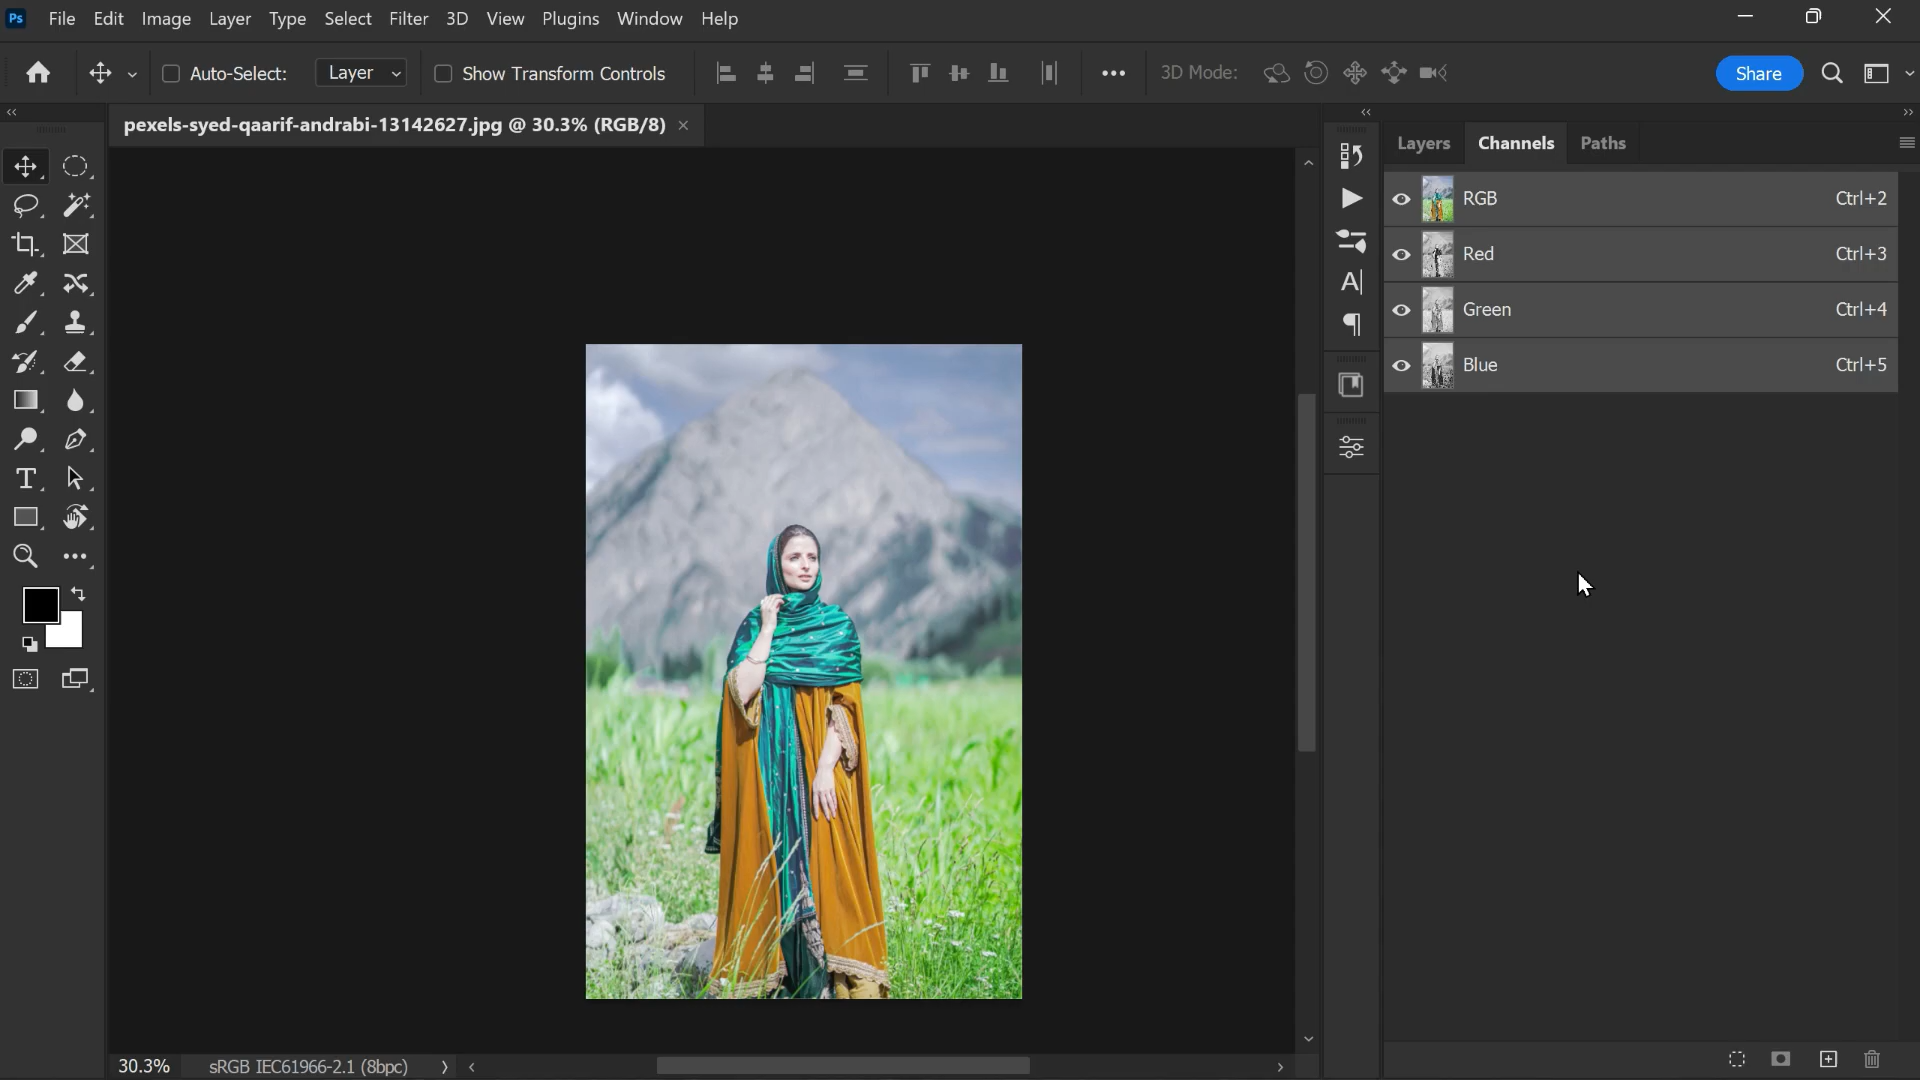 Ps File Edit Image Layer Type Select Filter 3D View Plugins Window Help
Auto-Select: Layer Show Transform Controls 3D Mode: Share
pexels-syed-qaarif-andrabi-13142627.jpg @ 30.3% (RGB/8)
Layers Channels Paths
RGB Ctrl+2
Red Ctrl+3
Green Ctrl+4
Blue Ctrl+5
30.3% sRGB IEC61966-2.1 (8bpc)